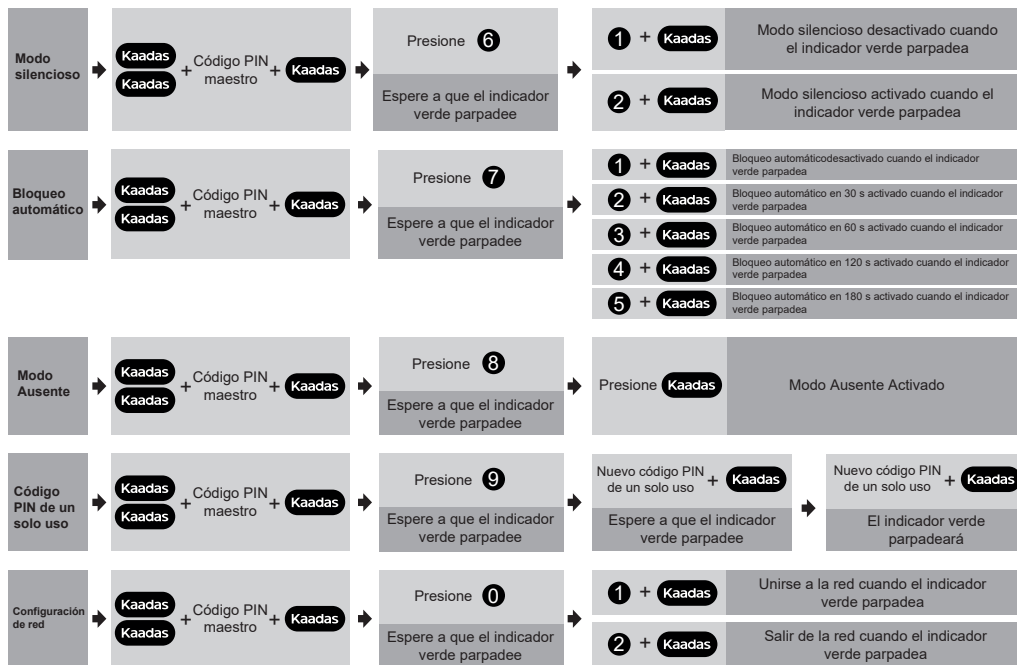 Modo
silencioso
Kaadas
Kaadas
+
Código PIN
maestro
+
Kaadas
Presione 6
Espere a que el indicador
verde parpadee
1 + Kaadas
Modo silencioso desactivado cuando
el indicador verde parpadea
2 + Kaadas
Modo silencioso activado cuando el
indicador verde parpadea
Bloqueo
automático
Kaadas
Kaadas
+
Código PIN
maestro
+
Kaadas
Presione 7
Espere a que el indicador
verde parpadee
1 + Kaadas
Bloqueo automáticodesactivado cuando el indicador
verde parpadea
2 + Kaadas
Bloqueo automático en 30 s activado cuando el indicador
verde parpadea
3 + Kaadas
Bloqueo automático en 60 s activado cuando el indicador
verde parpadea
4 + Kaadas
Bloqueo automático en 120 s activado cuando el indicador
verde parpadea
5 + Kaadas
Bloqueo automático en 180 s activado cuando el indicador
verde parpadea
Modo
Ausente
Kaadas
Kaadas
+
Código PIN
maestro
+
Kaadas
Presione 8
Espere a que el indicador
verde parpadee
Presione Kaadas
Modo Ausente Activado
Código
PIN de un
solo uso
Kaadas
Kaadas
+
Código PIN
maestro
+
Kaadas
Presione 9
Espere a que el indicador
verde parpadee
Nuevo código PIN
de un solo uso
+
Kaadas
Espere a que el indicador
verde parpadee
Nuevo código PIN
de un solo uso
+
Kaadas
El indicador verde
parpadeará
Configuración
de red
Kaadas
Kaadas
+
Código PIN
maestro
+
Kaadas
Presione 0
Espere a que el indicador
verde parpadee
1 + Kaadas
Unirse a la red cuando el indicador
verde parpadea
2 + Kaadas
Salir de la red cuando el indicador
verde parpadea